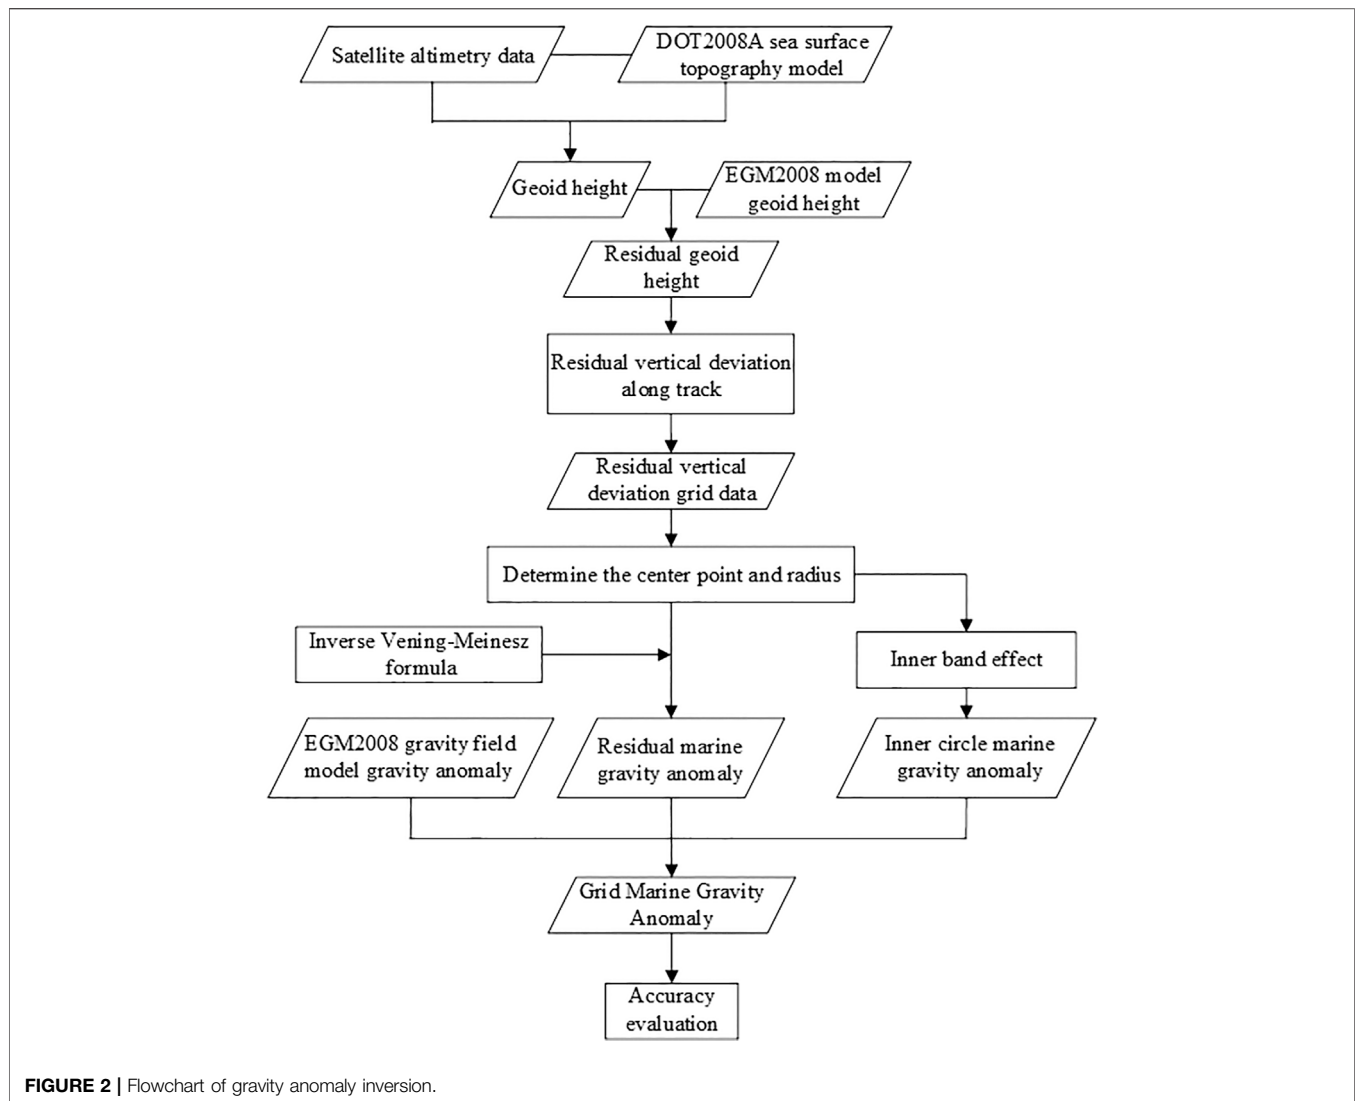 Satellite altimetry data
DOT2008A sea surface
topography model
Geoid height
EGM2008 model
geoid height
Residual geoid
height
Residual vertical deviation
along track
Residual vertical
deviation grid data
Determine the center point and radius
Inverse Vening-Meinesz
formula
Inner band effect
EGM2008 gravity field
model gravity anomaly
Residual marine
gravity anomaly
Inner circle marine
gravity anomaly
Grid Marine Gravity
Anomaly
Accuracy
evaluation
FIGURE 2 | Flowchart of gravity anomaly inversion.